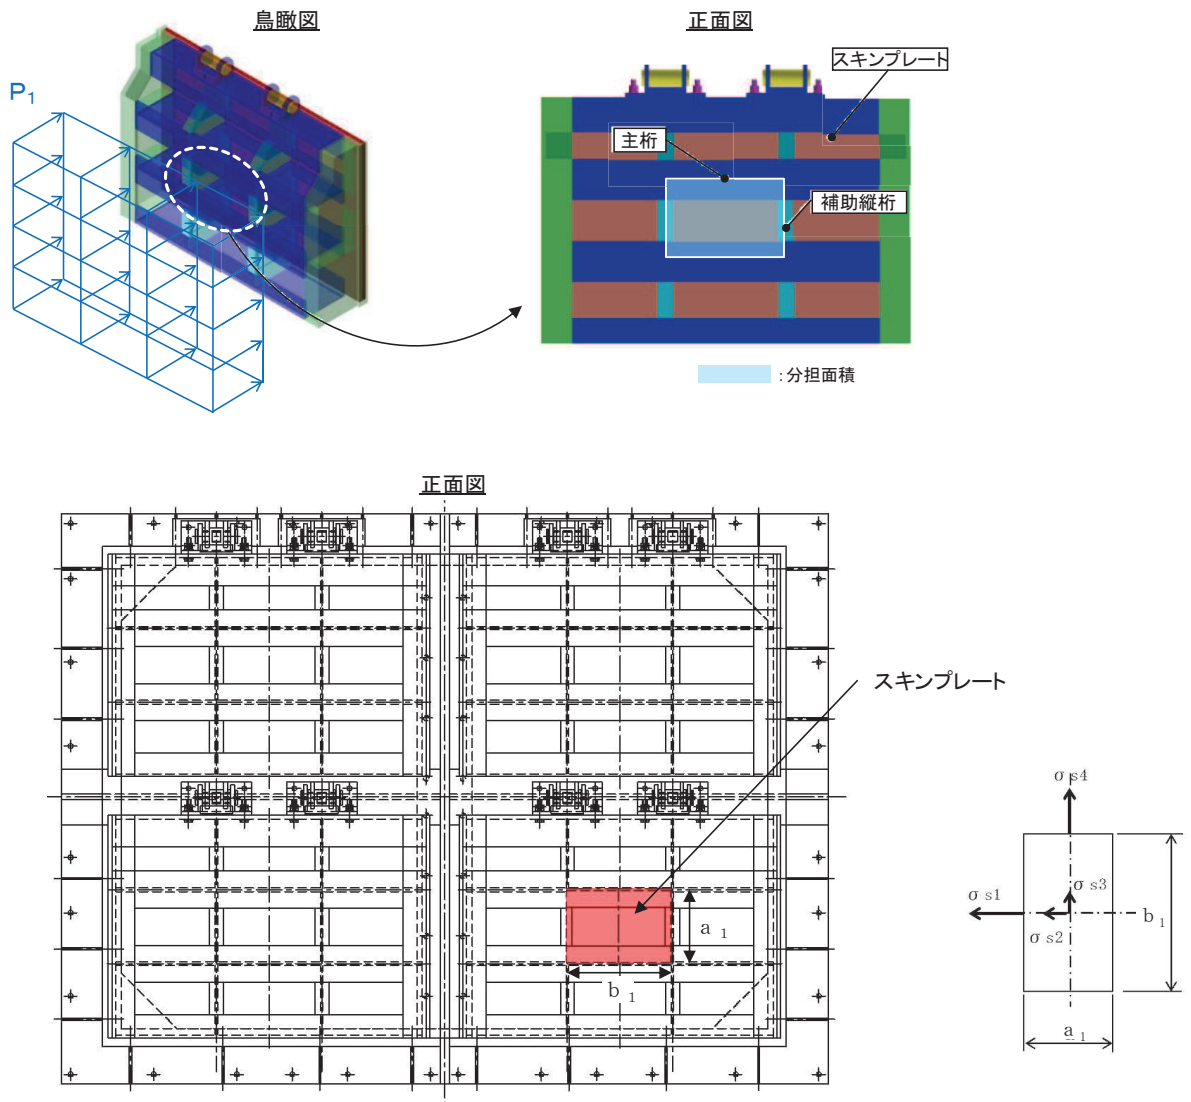 鳥瞰図
正面図
P1
スキンプレート
主桁
補助縦桁
:分担面積
正面図
スキンプレート
a 1
b 1
σ s4
σ s3
σ s1
σ s2
b 1
a 1